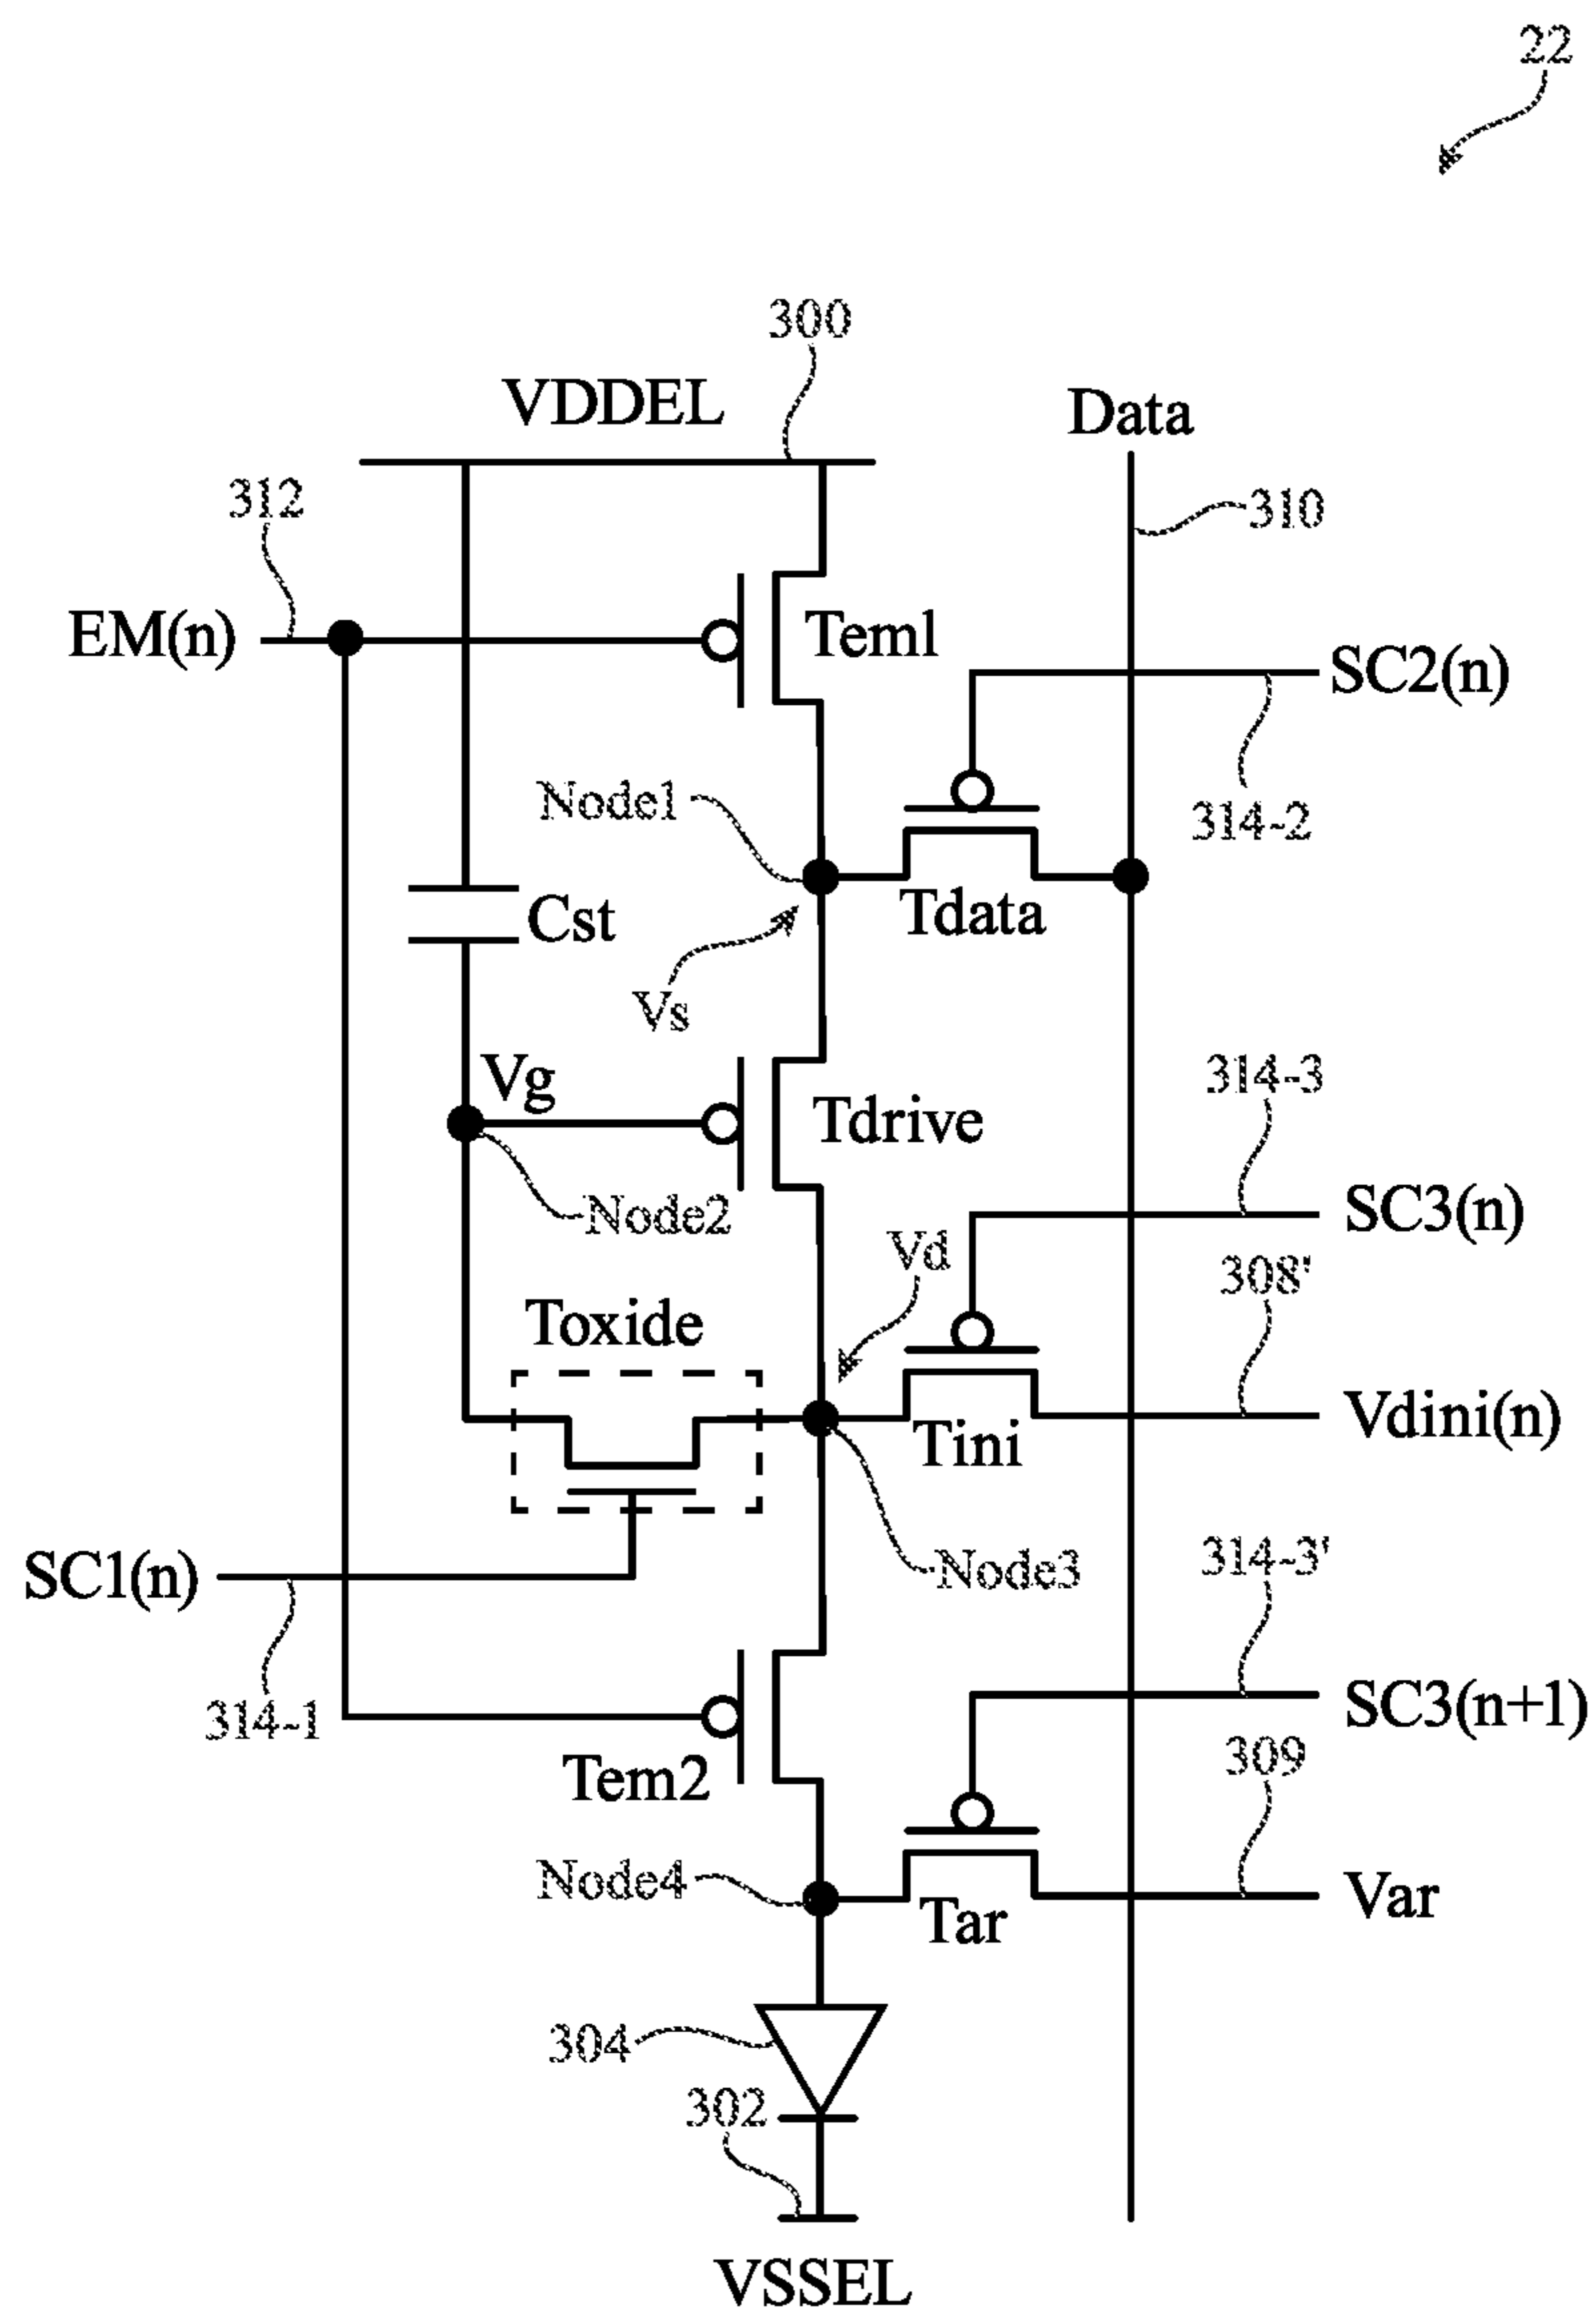 22
300
VDDEL
Data
312
310
EM(n)
Tem1
SC2(n)
Node1
314-2
Cst
Tdata
Vs
Vg
314-3
Tdrive
SC3(n)
Node2
Vd
308'
Toxide
Vdini(n)
Tini
314-3'
SC1(n)
Node3
314-1
SC3(n+1)
Tem2
309
Node4
Var
Tar
304
302
VSSEL